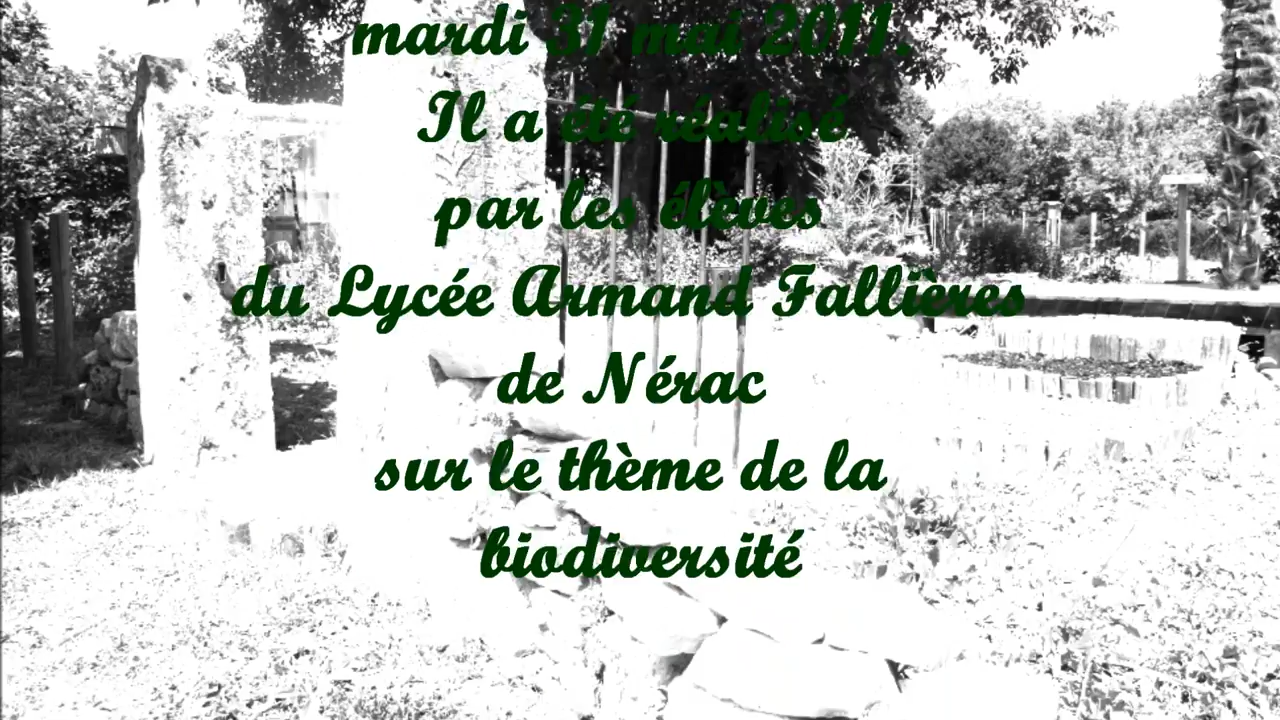 mardi 31 mai 2011.
Il a été réalisé
par les élèves
du Lycée Armand Fallières
de Nérac
sur le thème de la
biodiversité